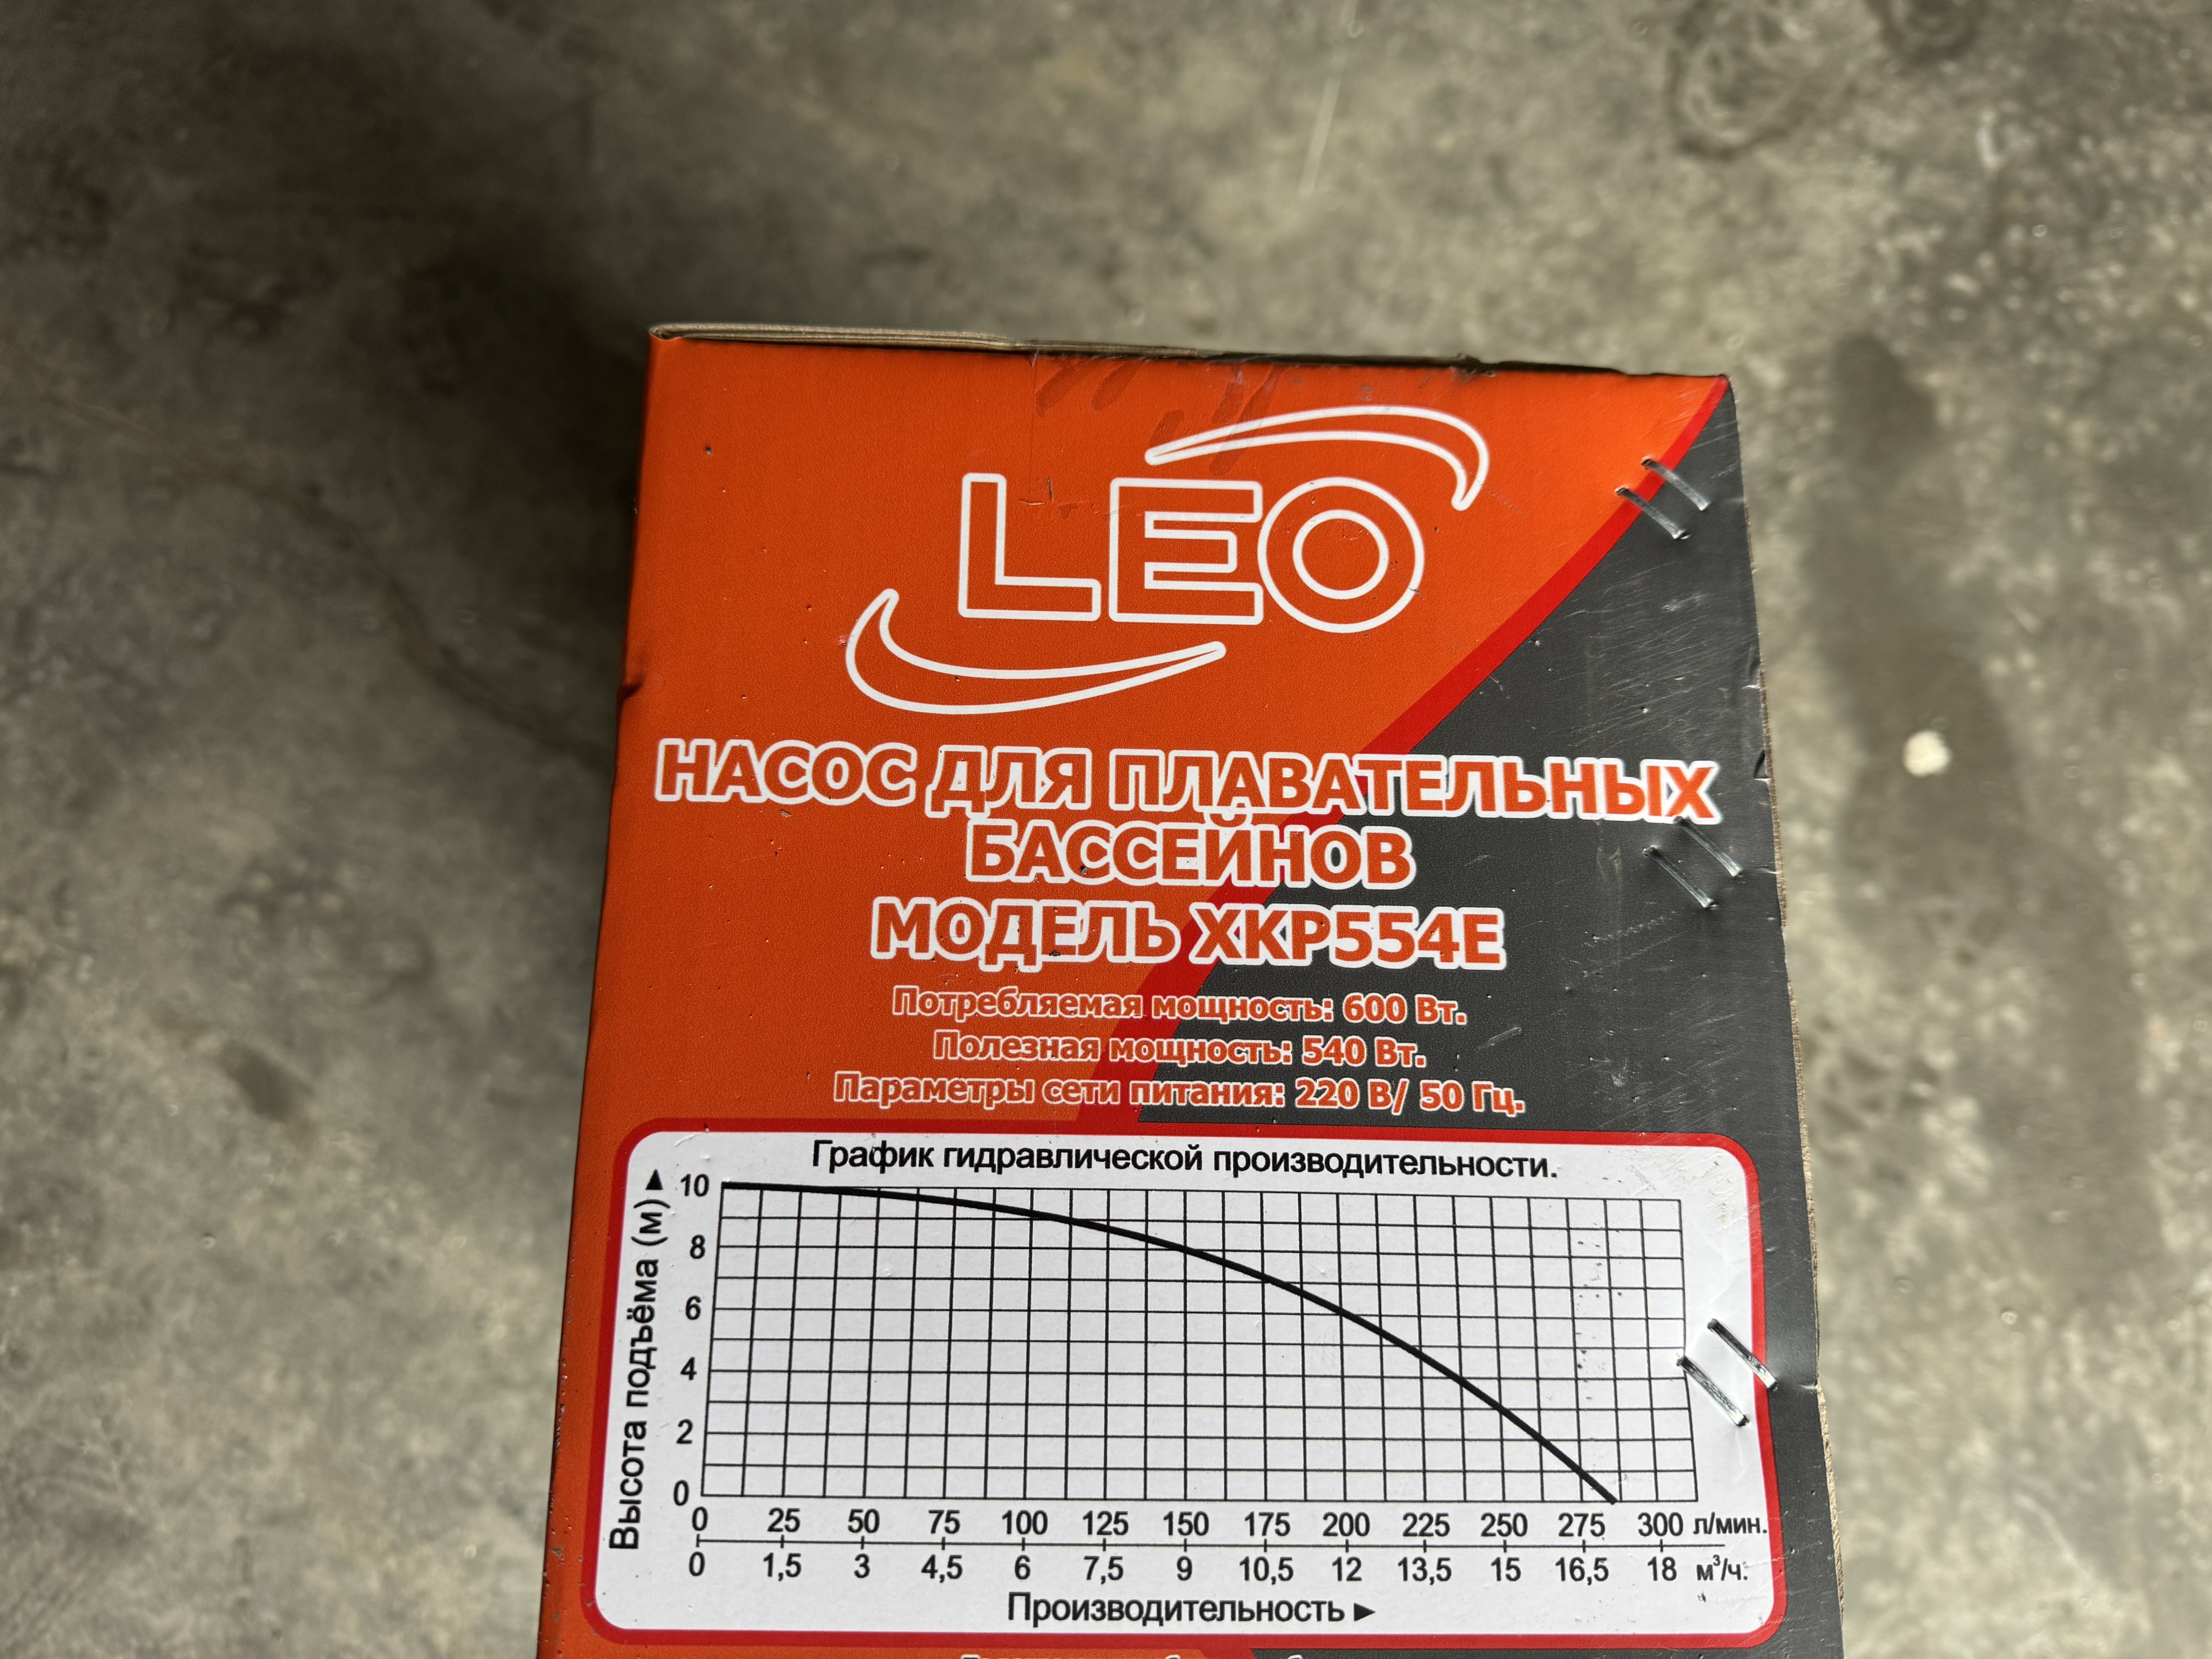 LEO
НАСОС ДЛЯ ПЛАВАТЕЛЬНЫХ
БАССЕЙНОВ
МОДЕЛЬ XKP554E
Потребляемая мощность: 600 Вт.
Полезная мощность: 540 Вт.
Параметры сети питания: 220 В/ 50 Гц.
График гидравлической производительности.
Высота подъёма (м)►
10
8
6
4
2
0
0 25 50 75 100 125 150 175 200 225 250 275 300 л/мин.
0 1,5 3 4,5 6 7,5 9 10,5 12 13,5 15 16,5 18 м³/ч.
Производительность ►